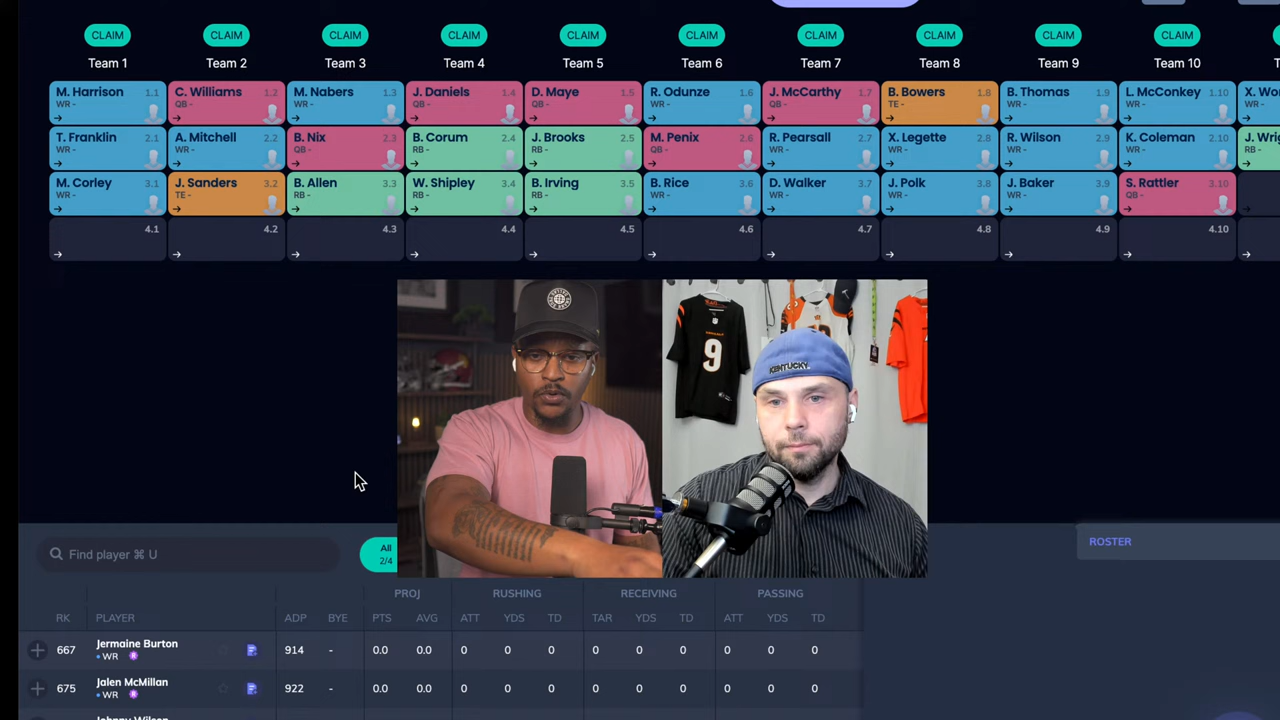 CLAIM CLAIM CLAIM CLAIM CLAIM CLAIM CLAIM CLAIM CLAIM CLAIM
Team 1 Team 2 Team 3 Team 4 Team 5 Team 6 Team 7 Team 8 Team 9 Team 10 T
M. Harrison 1.1 C. Williams 1.2 M. Nabers 1.3 J. Daniels 1.4 D. Maye 1.5 R. Odunze 1.6 J. McCarthy 1.7 B. Bowers 1.8 B. Thomas 1.9 L. McConkey 1.10 X. Wor
WR - QB - WR - QB - QB - WR - QB - TE - WR - WR - WR -
T. Franklin 2.1 A. Mitchell 2.2 B. Nix 2.3 B. Corum 2.4 J. Brooks 2.5 M. Penix 2.6 R. Pearsall 2.7 X. Legette 2.8 R. Wilson 2.9 K. Coleman 2.10 J. Wrig
WR - WR - QB - RB - RB - QB - WR - WR - WR - WR - RB -
M. Corley 3.1 J. Sanders 3.2 B. Allen 3.3 W. Shipley 3.4 B. Irving 3.5 B. Rice 3.6 D. Walker 3.7 J. Polk 3.8 J. Baker 3.9 S. Rattler 3.10
WR - TE - RB - RB - RB - WR - WR - WR - WR - QB -
4.1 4.2 4.3 4.4 4.5 4.6 4.7 4.8 4.9 4.10
9
KENTUCKY
Find player ⌘ U
All
2/4
ROSTER
PROJ RUSHING RECEIVING PASSING
RK PLAYER ADP BYE PTS AVG ATT YDS TD TAR YDS TD ATT YDS TD
667 Jermaine Burton 914 - 0.0 0.0 0 0 0 0 0 0 0 0 0
WR R
675 Jalen McMillan 922 - 0.0 0.0 0 0 0 0 0 0 0 0 0
WR R
Johnny Wilson